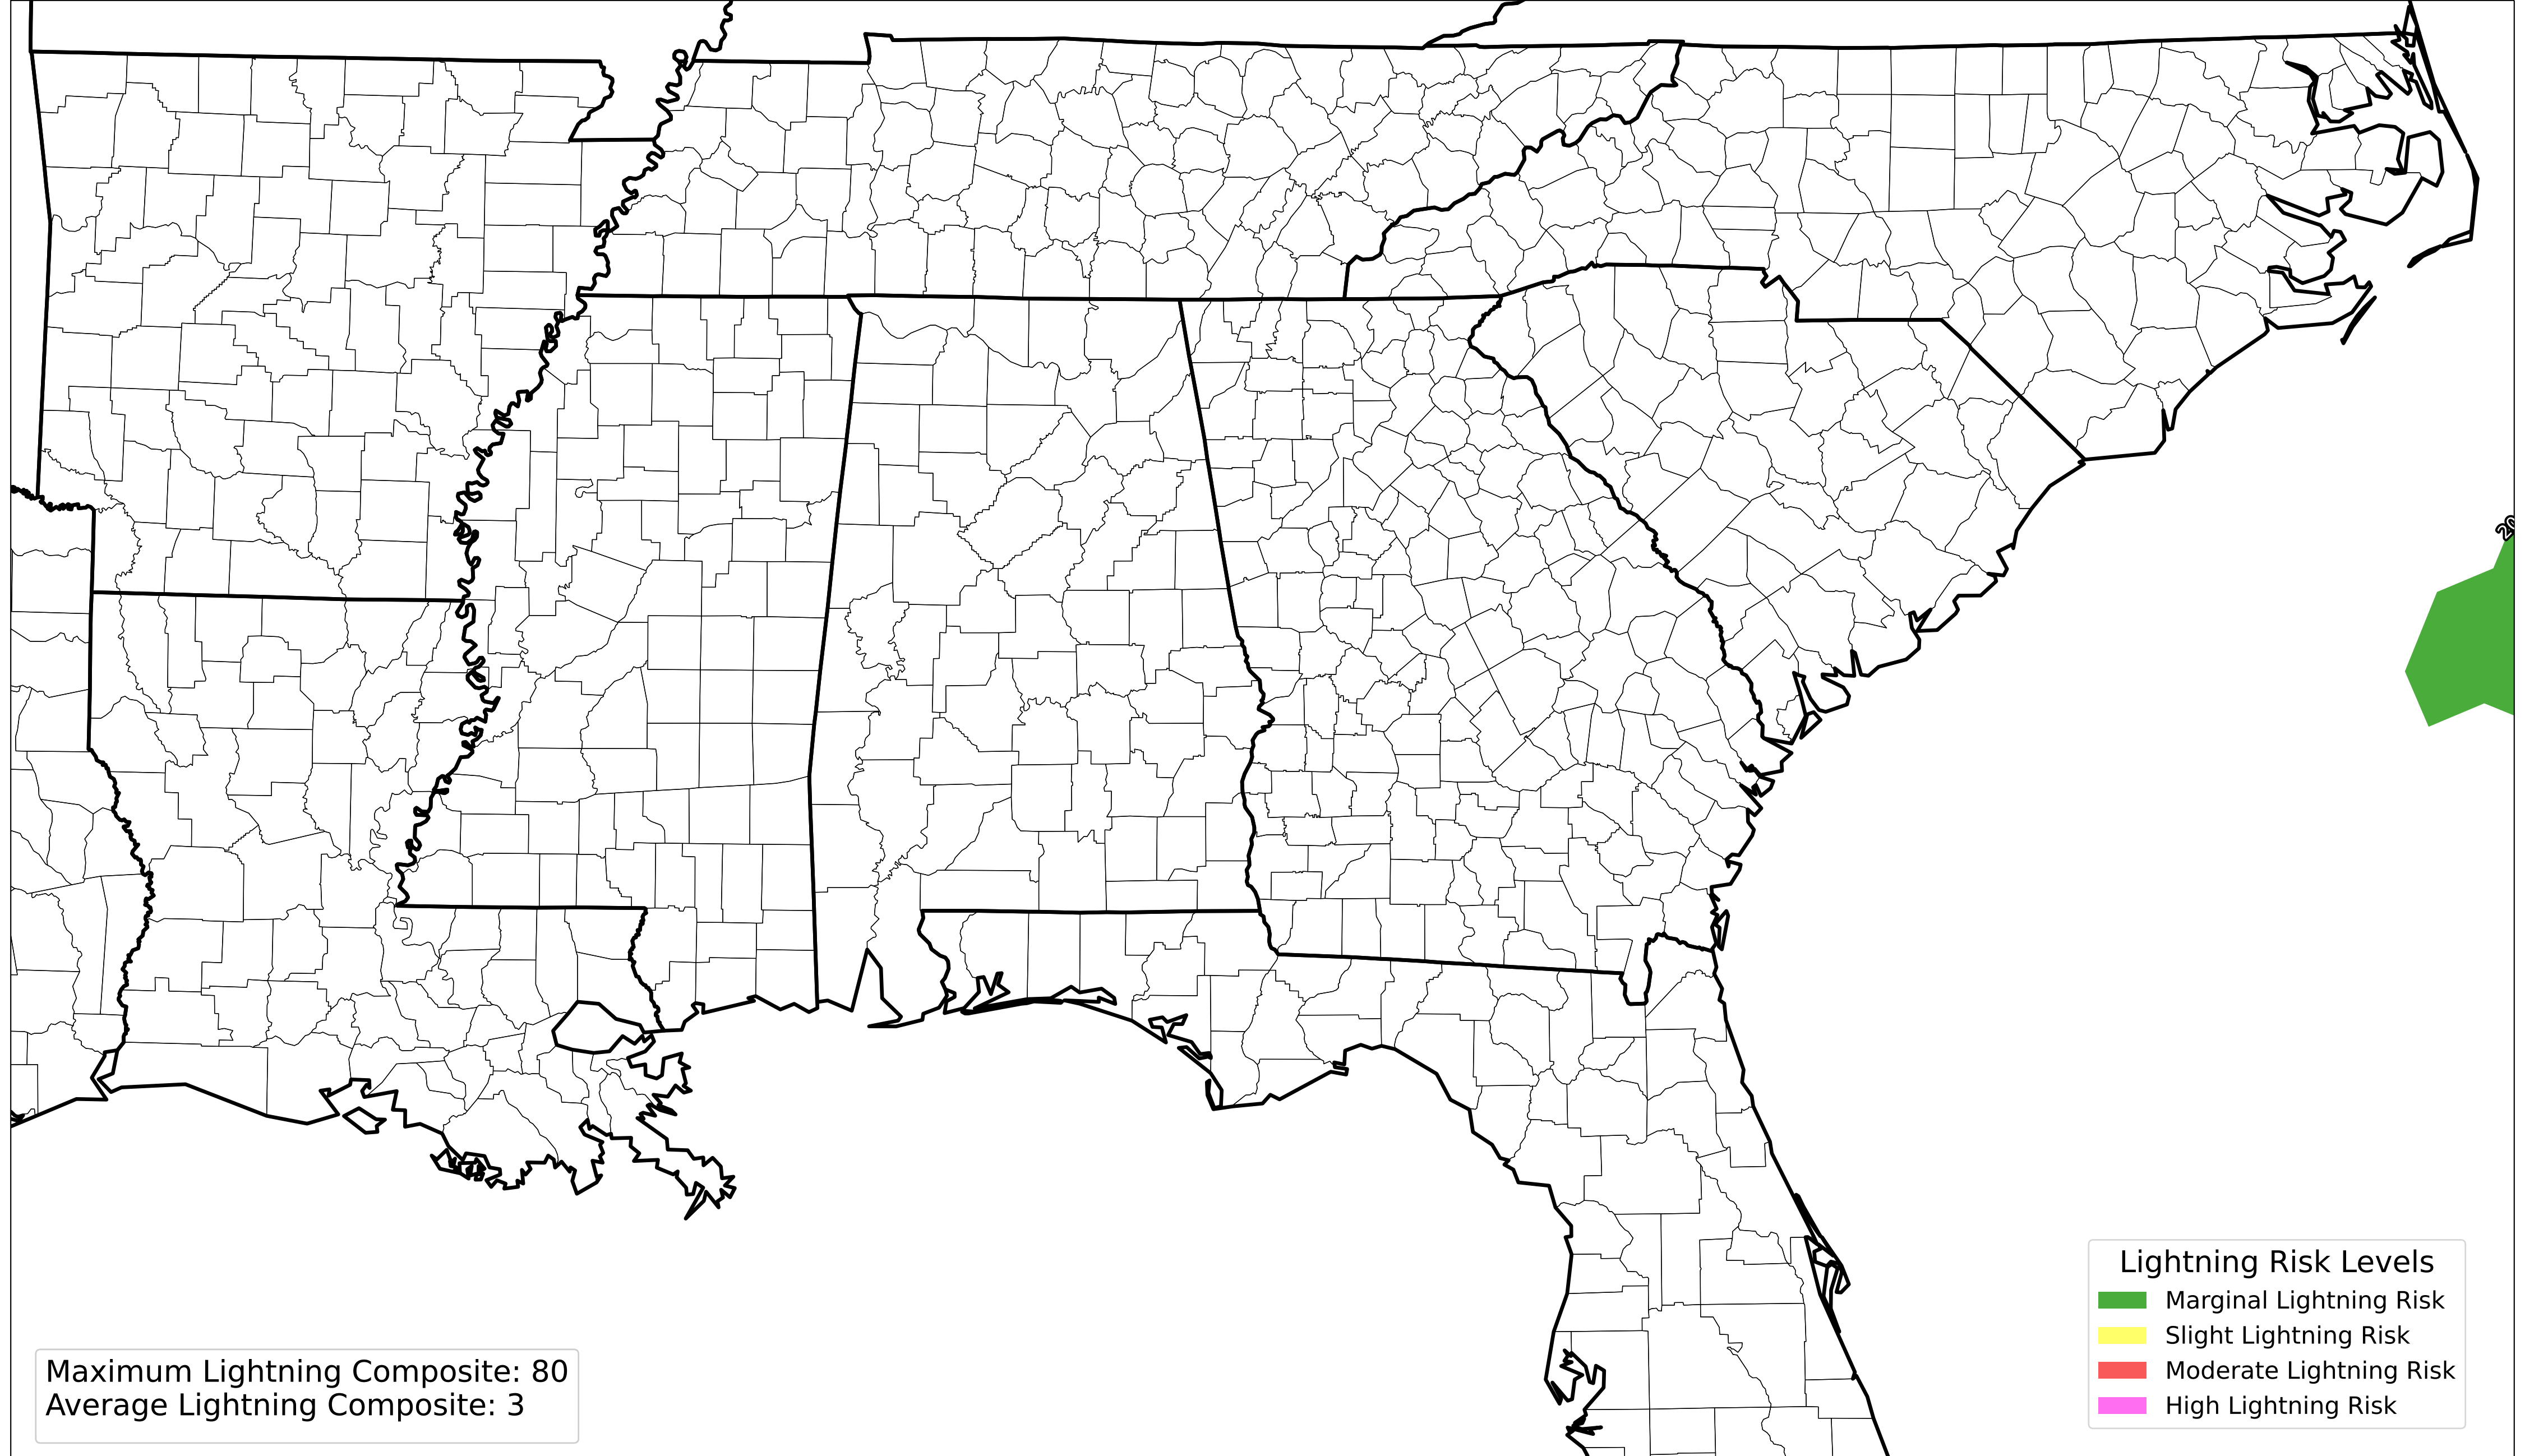 20
Maximum Lightning Composite: 80
Average Lightning Composite: 3
Lightning Risk Levels
Marginal Lightning Risk
Slight Lightning Risk
Moderate Lightning Risk
High Lightning Risk